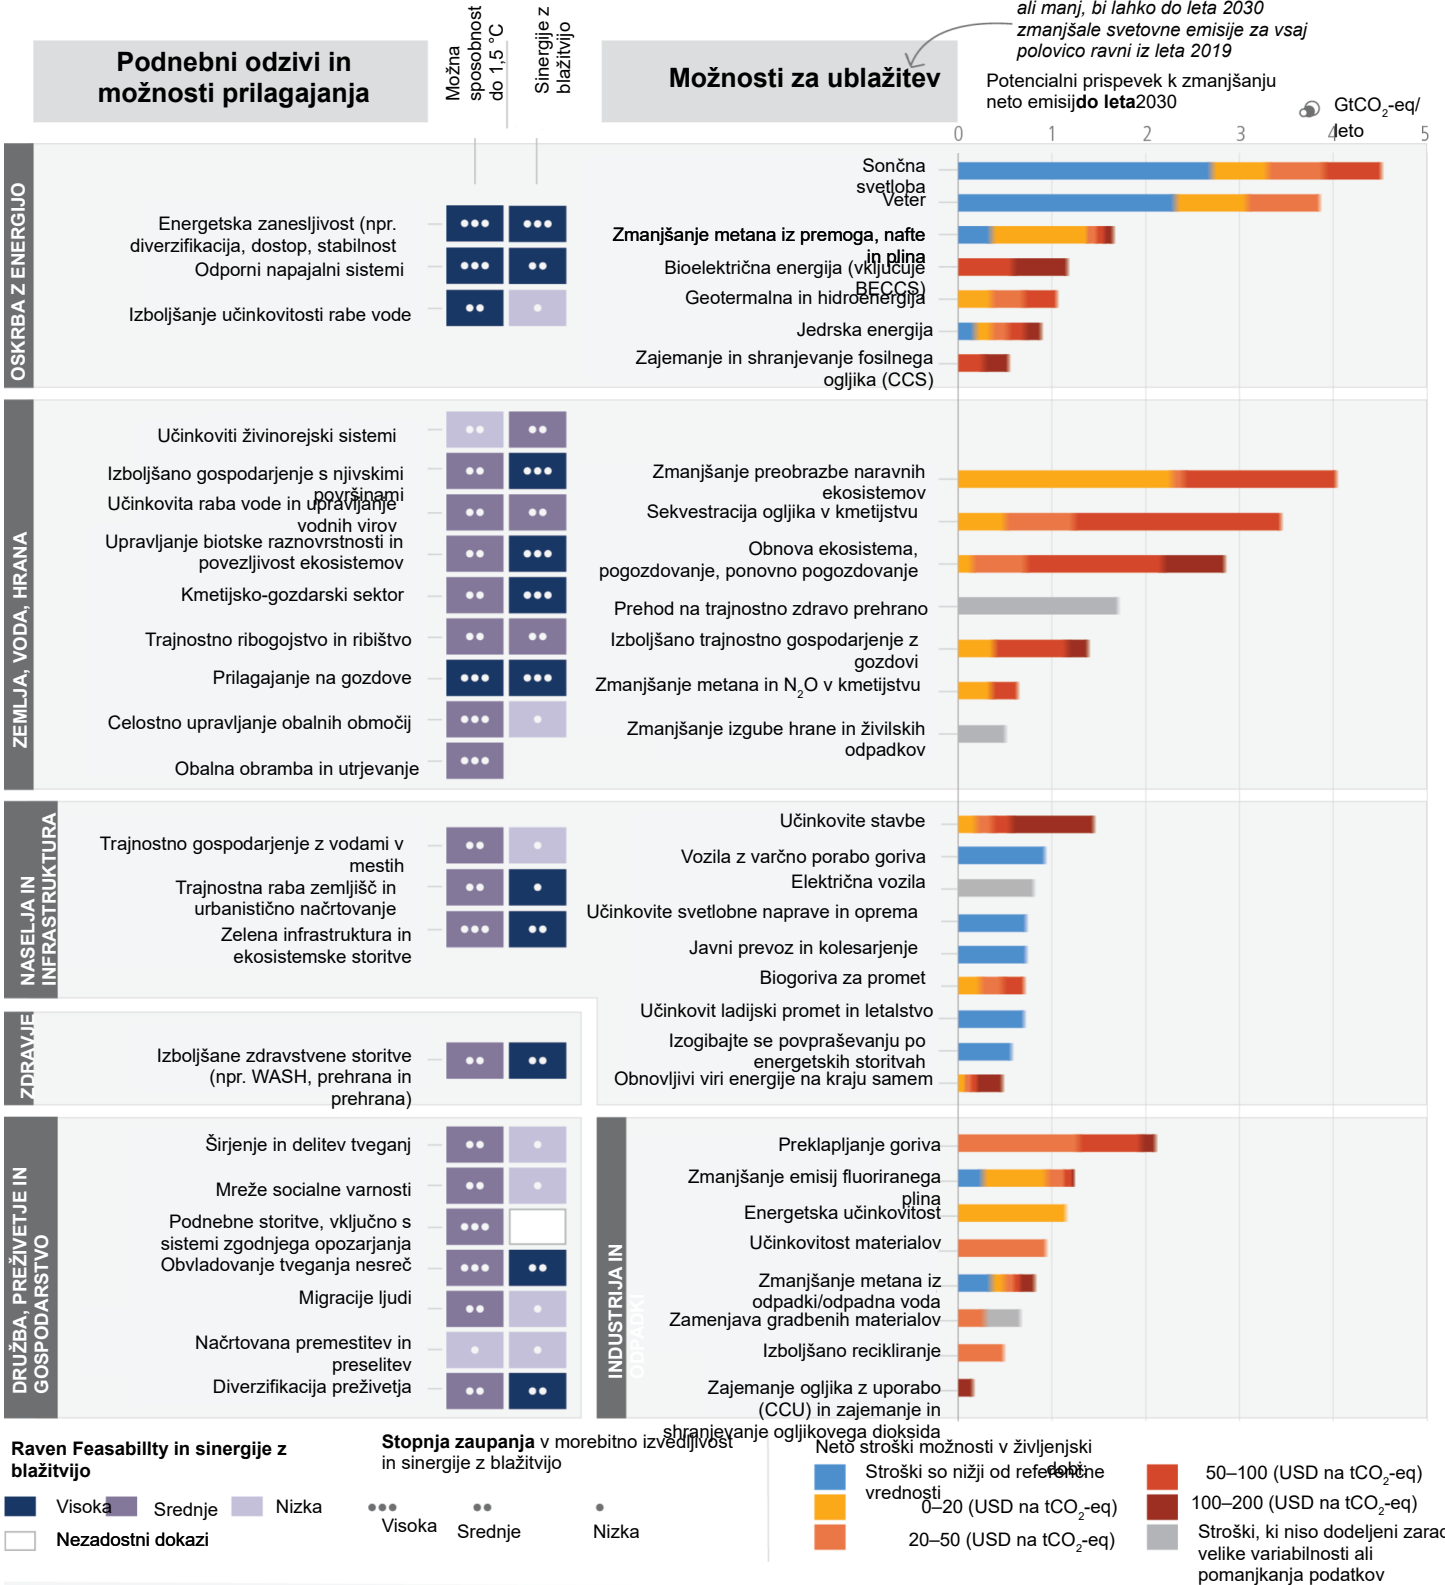 ali manj, bi lahko do leta 2030
zmanjšale svetovne emisije za vsaj
polovico ravni iz leta 2019
Podnebni odzivi in
možnosti prilagajanja
Možna
sposobnost
do 1,5 °C
Sinergije z
blažitvijo
Možnosti za ublažitev
Potencialni prispevek k zmanjšanju
neto emisijdo leta2030
GtCO2-eq/
leto
0 1 2 3 4 5
OSKRBA Z ENERGIJO
Energetska zanesljivost (npr.
diverzifikacija, dostop, stabilnost
Odporni napajalni sistemi
Izboljšanje učinkovitosti rabe vode
Sončna
svetloba
Veter
Zmanjšanje metana iz premoga, nafte
in plina
Bioelektrična energija (vključuje
BECCS)
Geotermalna in hidroenergija
Jedrska energija
Zajemanje in shranjevanje fosilnega
ogljika (CCS)
ZEMLJA, VODA, HRANA
Učinkoviti živinorejski sistemi
Izboljšano gospodarjenje s njivskimi
površinami
Učinkovita raba vode in upravljanje
vodnih virov
Upravljanje biotske raznovrstnosti in
povezljivost ekosistemov
Kmetijsko-gozdarski sektor
Trajnostno ribogojstvo in ribištvo
Prilagajanje na gozdove
Celostno upravljanje obalnih območij
Obalna obramba in utrjevanje
Zmanjšanje preobrazbe naravnih
ekosistemov
Sekvestracija ogljika v kmetijstvu
Obnova ekosistema,
pogozdovanje, ponovno pogozdovanje
Prehod na trajnostno zdravo prehrano
Izboljšano trajnostno gospodarjenje z
gozdovi
Zmanjšanje metana in N2O v kmetijstvu
Zmanjšanje izgube hrane in živilskih
odpadkov
NASELJA IN
INFRASTRUKTURA
Trajnostno gospodarjenje z vodami v
mestih
Trajnostna raba zemljišč in
urbanistično načrtovanje
Zelena infrastruktura in
ekosistemske storitve
Učinkovite stavbe
Vozila z varčno porabo goriva
Električna vozila
Učinkovite svetlobne naprave in oprema
Javni prevoz in kolesarjenje
Biogoriva za promet
Učinkovit ladijski promet in letalstvo
Izogibajte se povpraševanju po
energetskih storitvah
Obnovljivi viri energije na kraju samem
ZDRAVJE
Izboljšane zdravstvene storitve
(npr. WASH, prehrana in
prehrana)
DRUŽBA, PREŽIVETJE IN
GOSPODARSTVO
Širjenje in delitev tveganj
Mreže socialne varnosti
Podnebne storitve, vključno s
sistemi zgodnjega opozarjanja
Obvladovanje tveganja nesreč
Migracije ljudi
Načrtovana premestitev in
preselitev
Diverzifikacija preživetja
INDUSTRIJA IN
ODPADKI
Preklapljanje goriva
Zmanjšanje emisij fluoriranega
plina
Energetska učinkovitost
Učinkovitost materialov
Zmanjšanje metana iz
odpadki/odpadna voda
Zamenjava gradbenih materialov
Izboljšano recikliranje
Zajemanje ogljika z uporabo
(CCU) in zajemanje in
shranjevanje ogljikovega dioksida
Raven Feasabillty in sinergije z
blažitvijo
Visoka Srednje Nizka
Nezadostni dokazi
Stopnja zaupanja v morebitno izvedljivost
in sinergije z blažitvijo
Visoka Srednje Nizka
Neto stroški možnosti v življenjski
dobi:
Stroški so nižji od referenčne
vrednosti
0–20 (USD na tCO2-eq)
20–50 (USD na tCO2-eq)
50–100 (USD na tCO2-eq)
100–200 (USD na tCO2-eq)
Stroški, ki niso dodeljeni zarad
velike variabilnosti ali
pomanjkanja podatkov